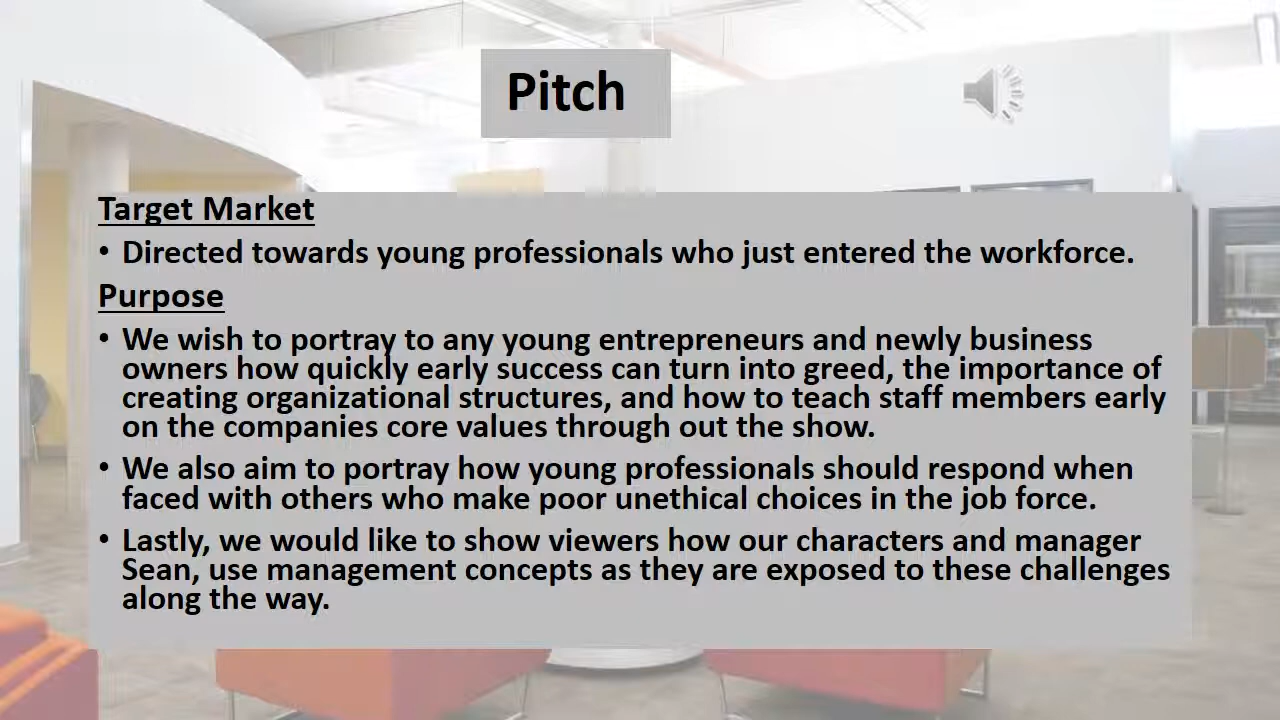 Pitch
Target Market
• Directed towards young professionals who just entered the workforce.
Purpose
• We wish to portray to any young entrepreneurs and newly business
owners how quickly early success can turn into greed, the importance of
creating organizational structures, and how to teach staff members early
on the companies core values through out the show.
• We also aim to portray how young professionals should respond when
faced with others who make poor unethical choices in the job force.
• Lastly, we would like to show viewers how our characters and manager
Sean, use management concepts as they are exposed to these challenges
along the way.